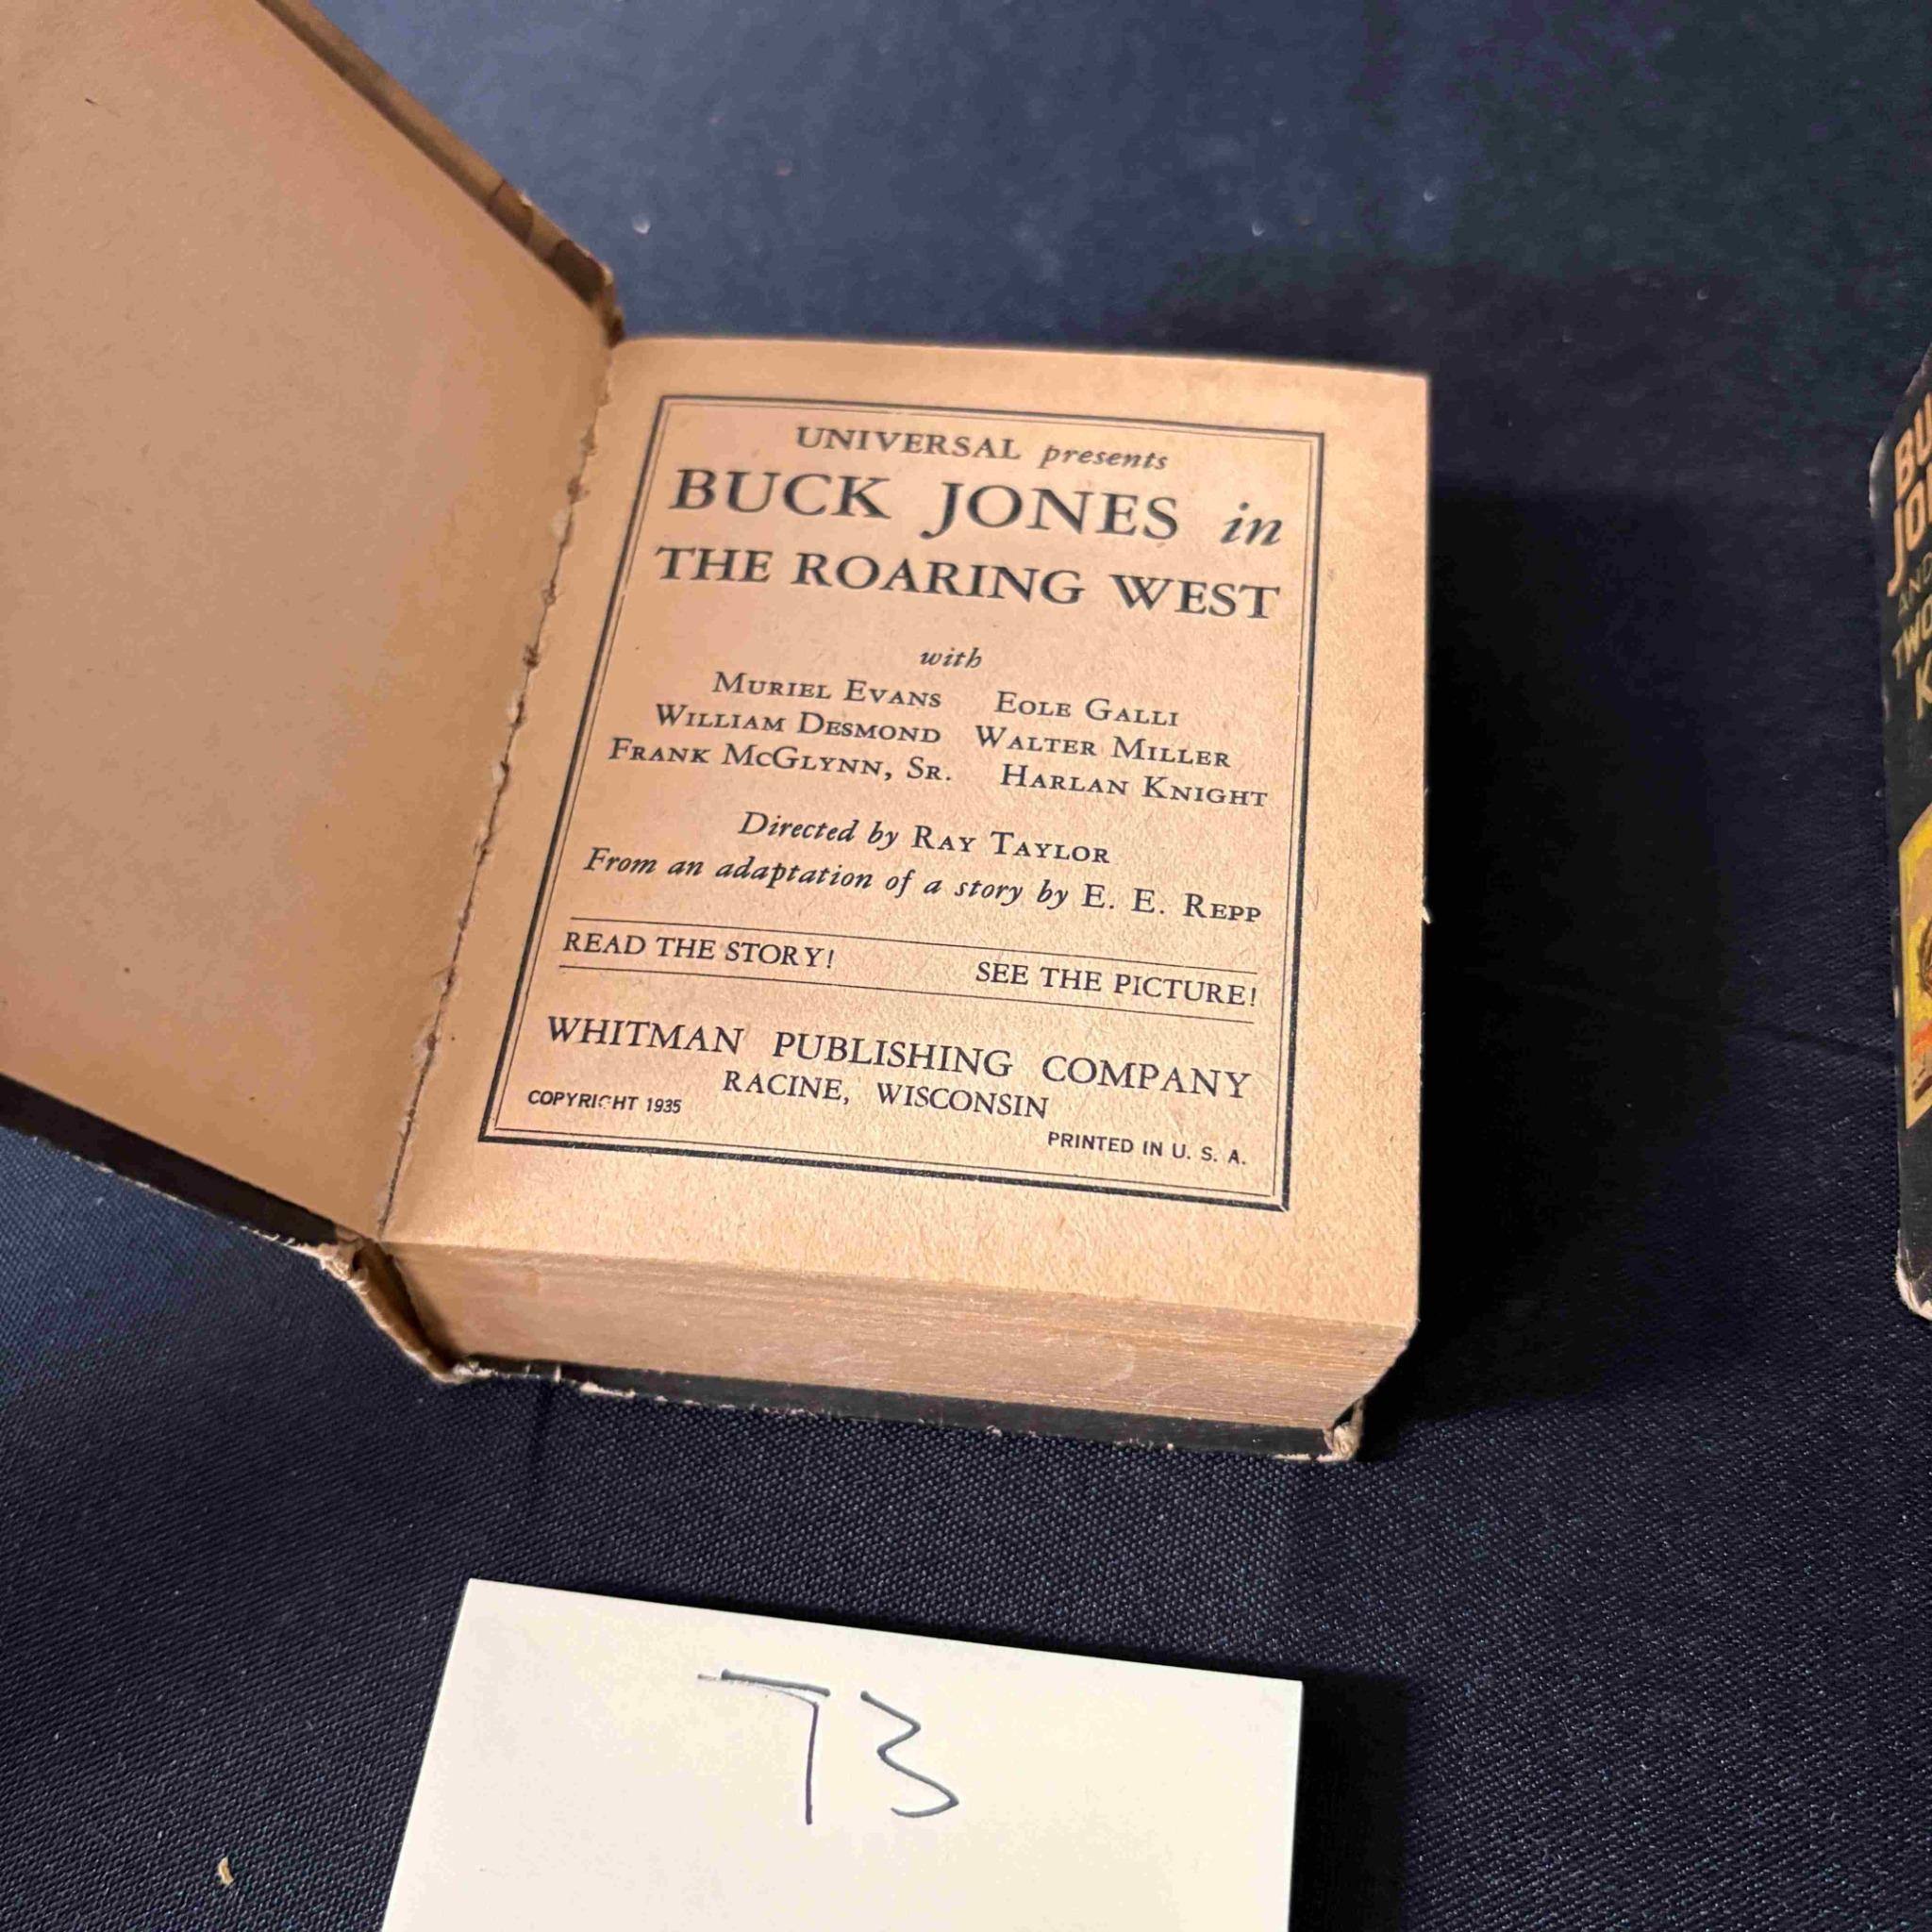 UNIVERSAL presents
BUCK JONES in
THE ROARING WEST
with
MURIEL EVANS EOLE GALLI
WILLIAM DESMOND WALTER MILLER
FRANK MCGLYNN, SR. HARLAN KNIGHT
Directed by RAY TAYLOR
From an adaptation of a story by E. E. REPP
READ THE STORY! SEE THE PICTURE!
WHITMAN PUBLISHING COMPANY
RACINE, WISCONSIN
COPYRIGHT 1935
PRINTED IN U. S. A.
73